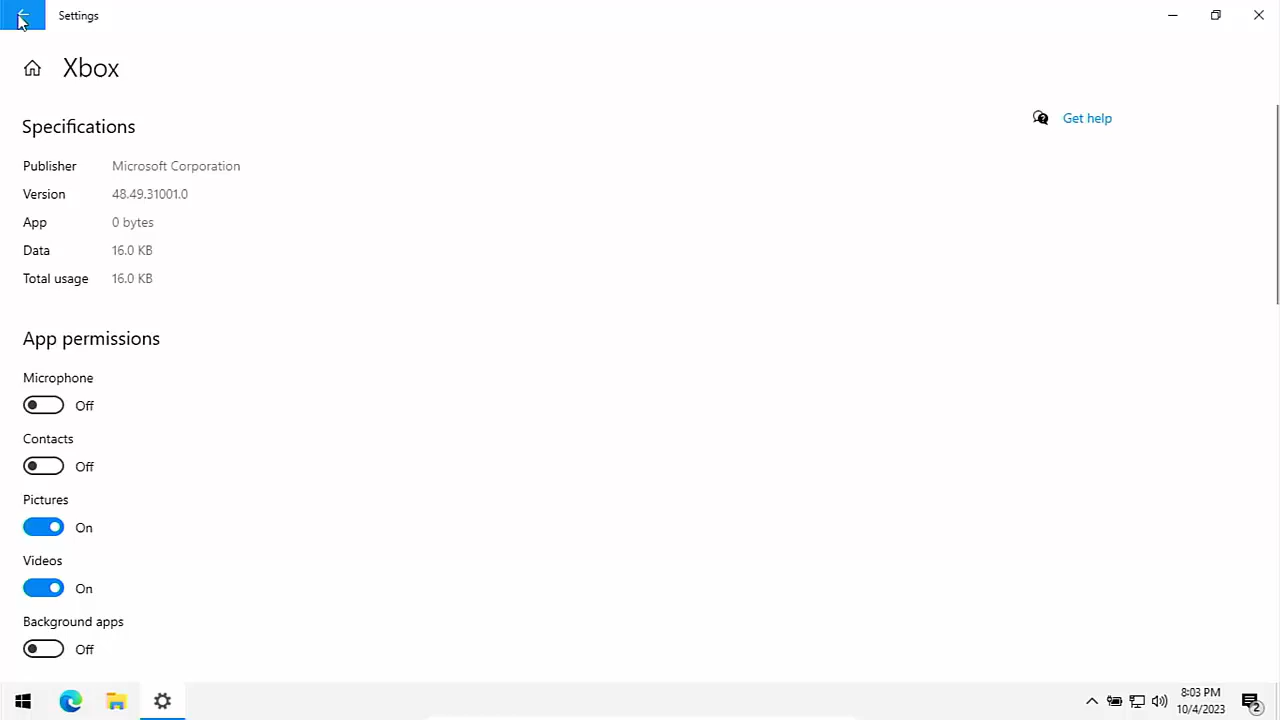 Settings
Xbox
Get help
Specifications
Publisher Microsoft Corporation
Version 48.49.31001.0
App 0 bytes
Data 16.0 KB
Total usage 16.0 KB
App permissions
Microphone
Off
Contacts
Off
Pictures
On
Videos
On
Background apps
Off
8:03 PM
10/4/2023
2